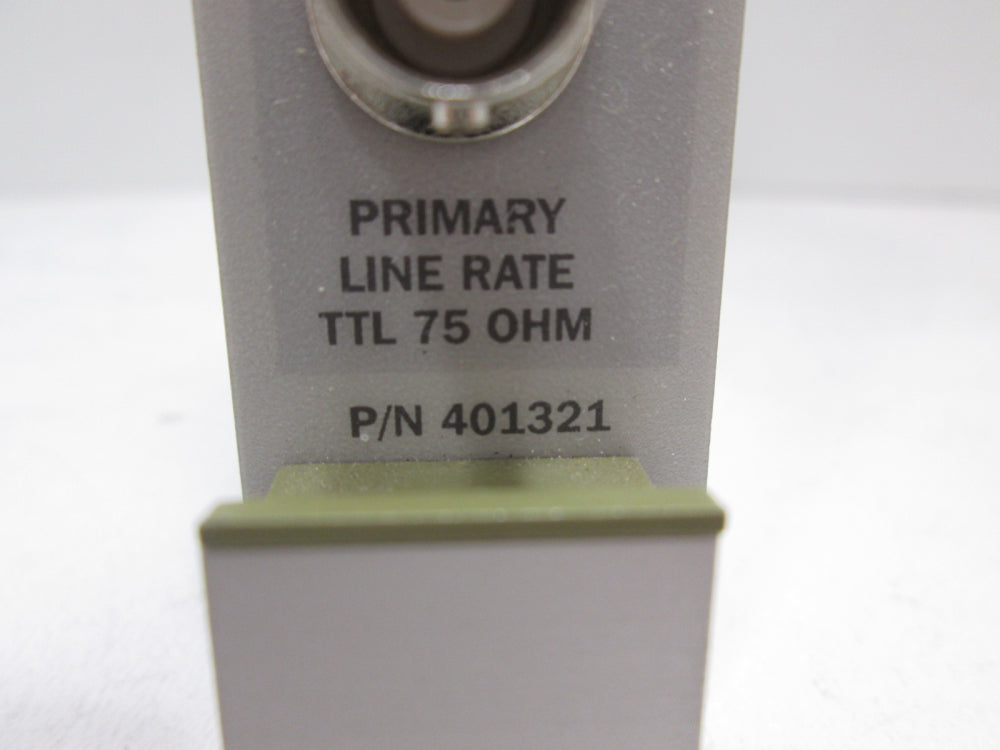 PRIMARY
LINE RATE
TTL 75 OHM
P/N 401321